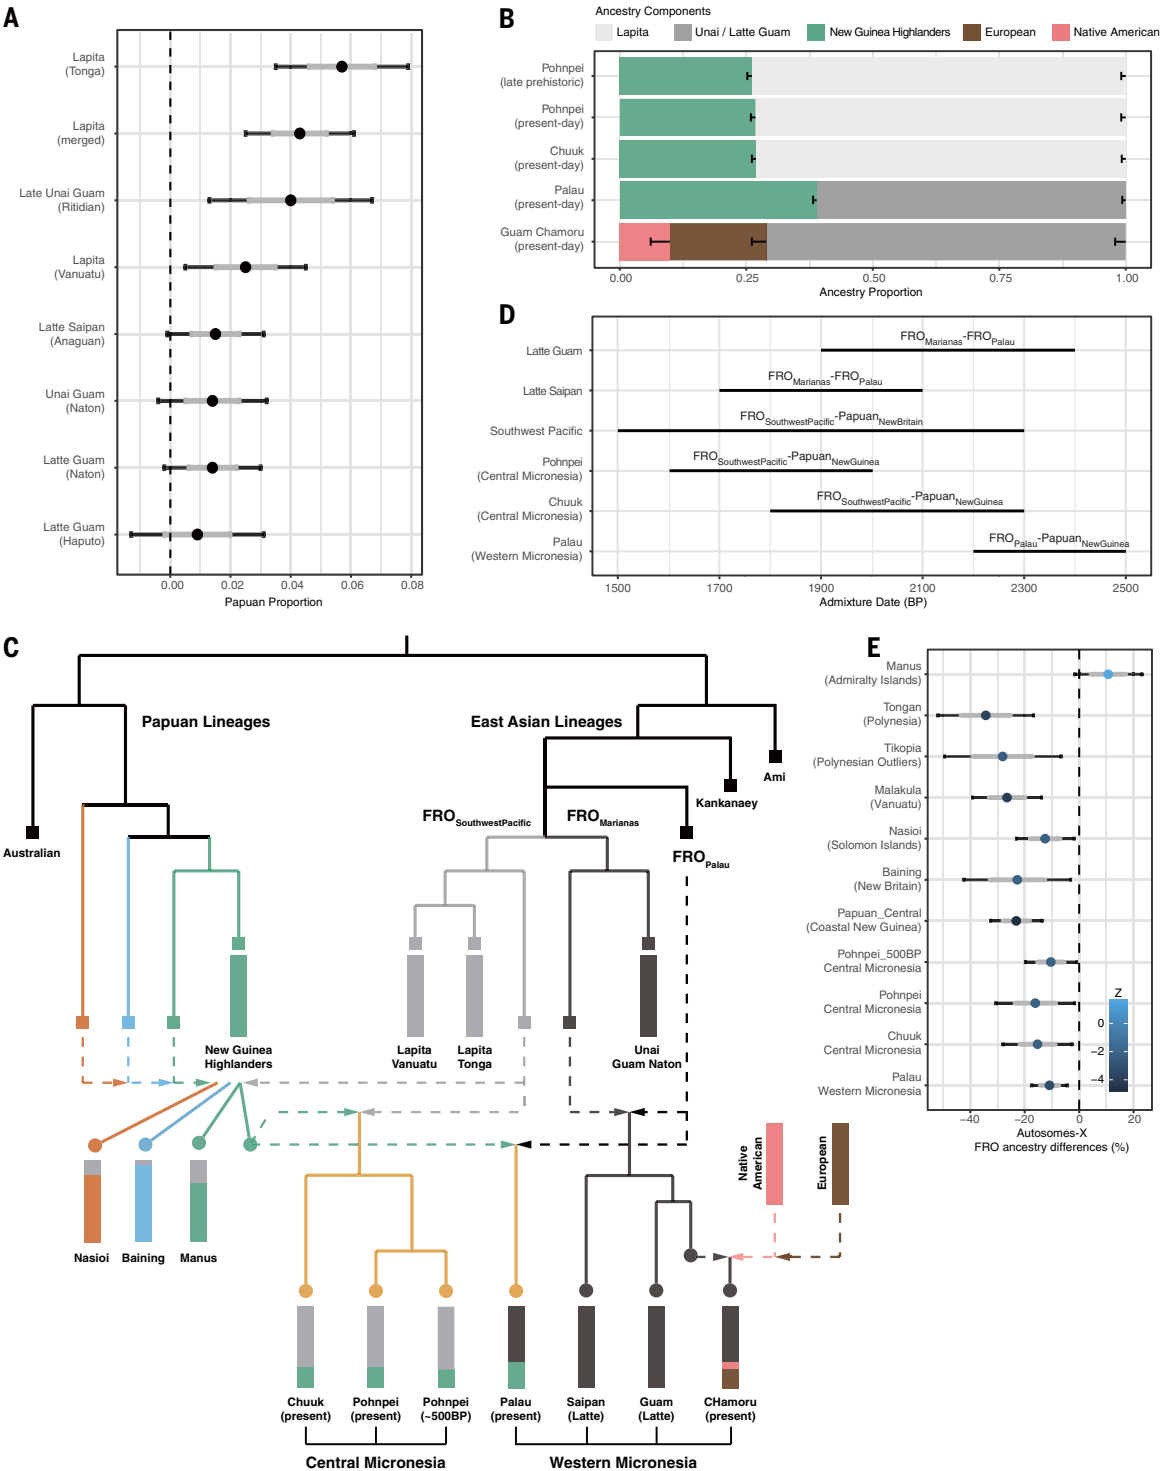 A
Lapita
(Tonga)
Lapita
(merged)
Late Unai Guam
(Ritidian)
Lapita
(Vanuatu)
Latte Saipan
(Anaguan)
Unai Guam
(Naton)
Latte Guam
(Naton)
Latte Guam
(Haputo)
0.00 0.02 0.04 0.06 0.08
Papuan Proportion
B
Ancestry Components
Lapita Unai / Latte Guam New Guinea Highlanders European Native American
Pohnpei
(late prehistoric)
Pohnpei
(present-day)
Chuuk
(present-day)
Palau
(present-day)
Guam Chamoru
(present-day)
0.00 0.25 0.50 0.75 1.00
Ancestry Proportion
D
Latte Guam
FROMarianas-FROPalau
Latte Saipan
FROMarianas-FROPalau
Southwest Pacific
FROSouthwestPacific-PapuanNewBritain
Pohnpei
(Central Micronesia)
FROSouthwestPacific-PapuanNewGuinea
Chuuk
(Central Micronesia)
FROSouthwestPacific-PapuanNewGuinea
Palau
(Western Micronesia)
FROPalau-PapuanNewGuinea
1500 1700 1900 2100 2300 2500
Admixture Date (BP)
C
Papuan Lineages
East Asian Lineages
Ami
Kankanaey
FROSouthwestPacific
FROMarianas
Australian
FROPalau
New Guinea
Highlanders
Lapita
Vanuatu
Lapita
Tonga
Unai
Guam Naton
Native
American
European
Nasioi Baining Manus
Chuuk
(present)
Pohnpei
(present)
Pohnpei
(~500BP)
Palau
(present)
Saipan
(Latte)
Guam
(Latte)
CHamoru
(present)
Central Micronesia
Western Micronesia
E
Manus
(Admiralty Islands)
Tongan
(Polynesia)
Tikopia
(Polynesian Outliers)
Malakula
(Vanuatu)
Nasioi
(Solomon Islands)
Baining
(New Britain)
Papuan_Central
(Coastal New Guinea)
Pohnpei_500BP
Central Micronesia
Pohnpei
Central Micronesia
Chuuk
Central Micronesia
Palau
Western Micronesia
Z
0
−2
−4
−40 −20 0 20
Autosomes-X
FRO ancestry differences (%)